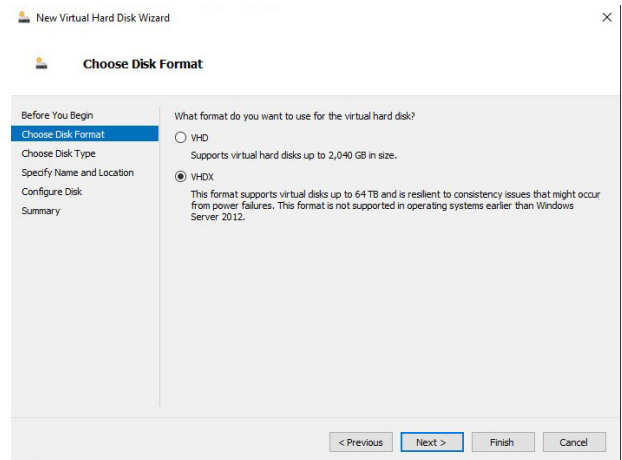 New Virtual Hard Disk Wizard
Choose Disk Format
Before You Begin
Choose Disk Format
Choose Disk Type
Specify Name and Location
Configure Disk
Summary
What format do you want to use for the virtual hard disk?
VHD
Supports virtual hard disks up to 2,040 GB in size.
VHDX
This format supports virtual disks up to 64 TB and is resilient to consistency issues that might occur
from power failures. This format is not supported in operating systems earlier than Windows
Server 2012.
< Previous
Next >
Finish
Cancel